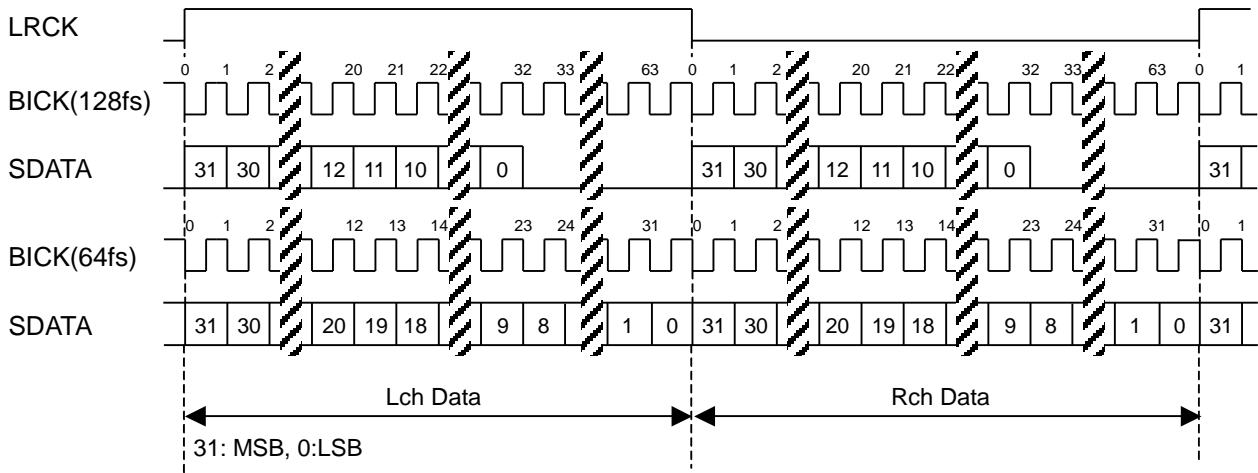 LRCK
0 1 2 20 21 22 32 33 63 0 1 2 20 21 22 32 33 63 0 1
BICK(128fs)
SDATA 31 30 12 11 10 0 31 30 12 11 10 0 31
0 1 2 12 13 14 23 24 31 0 1 2 12 13 14 23 24 31 0 1
BICK(64fs)
SDATA 31 30 20 19 18 9 8 1 0 31 30 20 19 18 9 8 1 0 31
Lch Data Rch Data
31: MSB, 0:LSB